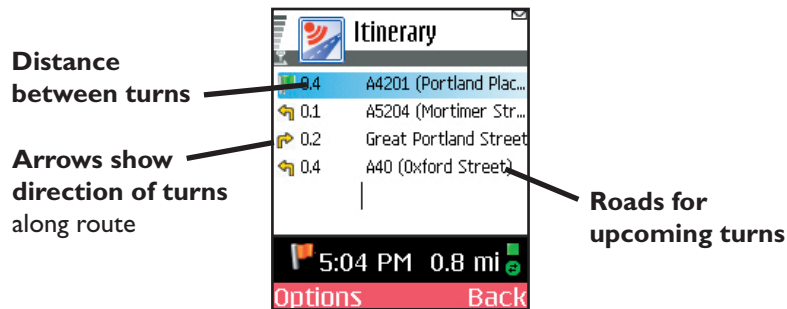 Itinerary
Distance
between turns
0.4 A4201 (Portland Plac...
0.1 A5204 (Mortimer Str...
0.2 Great Portland Street
0.4 A40 (Oxford Street)
Arrows show
direction of turns
along route
Roads for
upcoming turns
5:04 PM 0.8 mi
Options Back